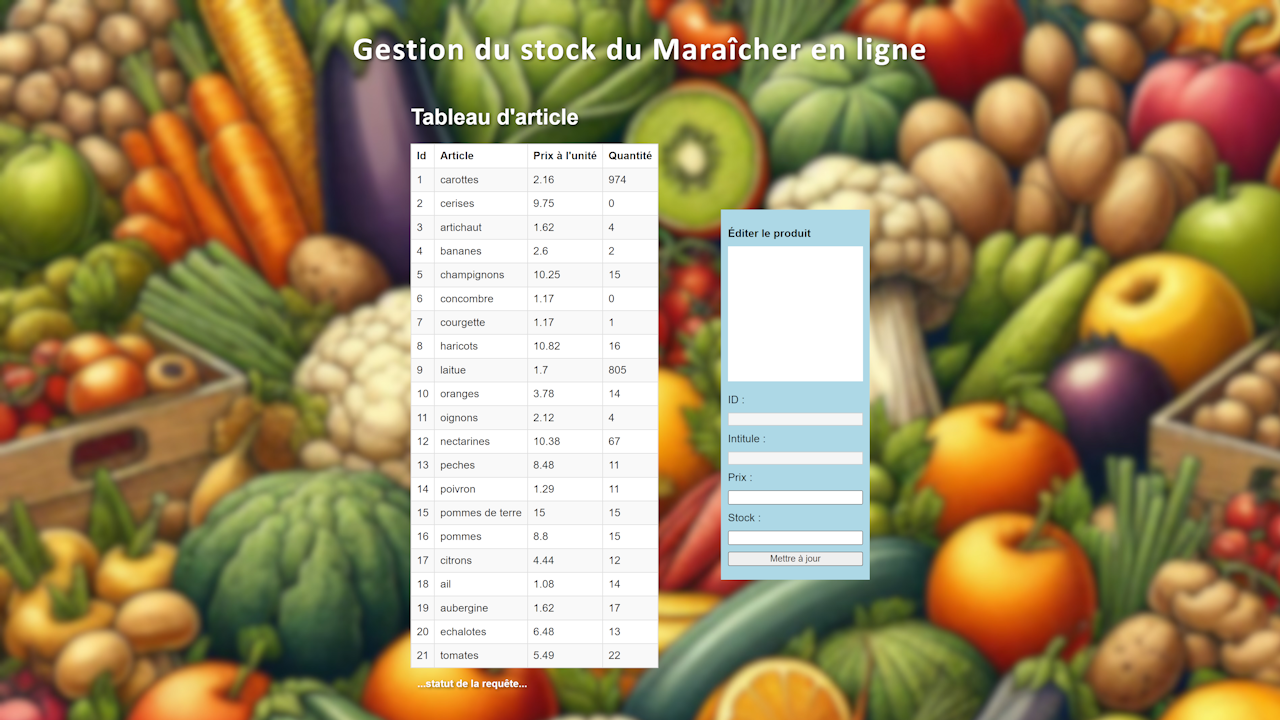 Gestion du stock du Maraîcher en ligne
Tableau d'article
Id Article Prix à l'unité Quantité
1 carottes 2.16 974
2 cerises 9.75 0
3 artichaut 1.62 4
4 bananes 2.6 2
5 champignons 10.25 15
6 concombre 1.17 0
7 courgette 1.17 1
8 haricots 10.82 16
9 laitue 1.7 805
10 oranges 3.78 14
11 oignons 2.12 4
12 nectarines 10.38 67
13 peches 8.48 11
14 poivron 1.29 11
15 pommes de terre 15 15
16 pommes 8.8 15
17 citrons 4.44 12
18 ail 1.08 14
19 aubergine 1.62 17
20 echalotes 6.48 13
21 tomates 5.49 22
...statut de la requête...
Éditer le produit
ID :
Intitule :
Prix :
Stock :
Mettre à jour